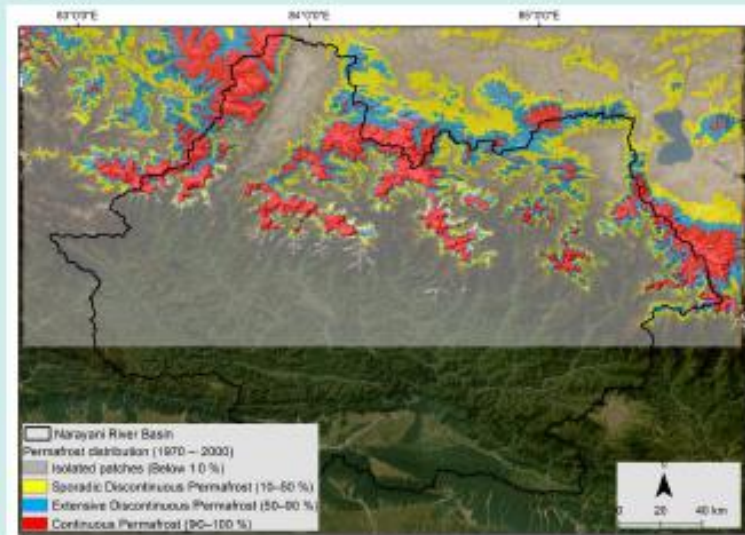 83°0'0"E 84°0'0"E 85°0'0"E
Narayani River Basin
Permafrost distribution (1970 – 2000)
Isolated patches (Below 10 %)
Sporadic Discontinuous Permafrost (10–50 %)
Extensive Discontinuous Permafrost (50–90 %)
Continuous Permafrost (90–100 %)
0 20 40 km